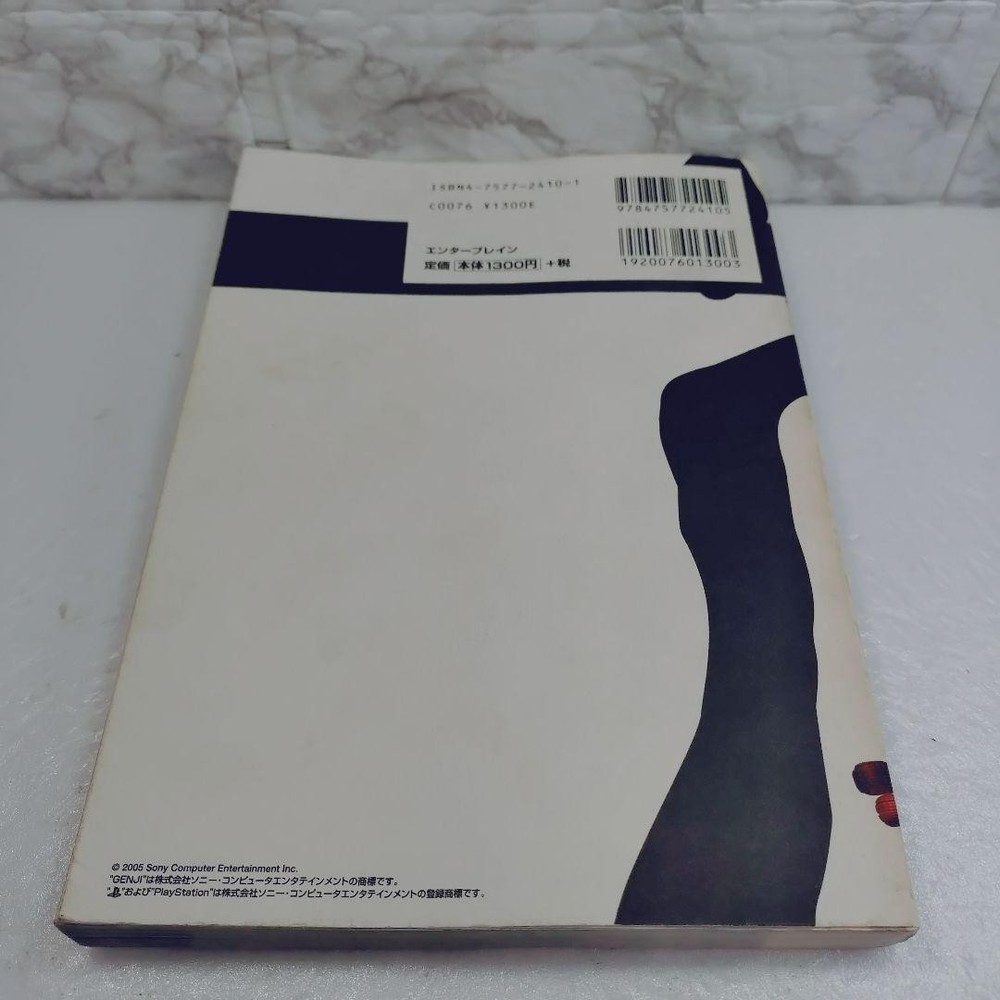 ISBN4-7577-2410-1
C0076 ¥1300E
9784757724105
エンターブレイン
定価 本体1300円 +税
1920076013003
© 2005 Sony Computer Entertainment Inc.
"GENJI"は株式会社ソニー・コンピュータエンタテインメントの商標です。
" "および"PlayStation"は株式会社ソニー・コンピュータエンタテインメントの登録商標です。